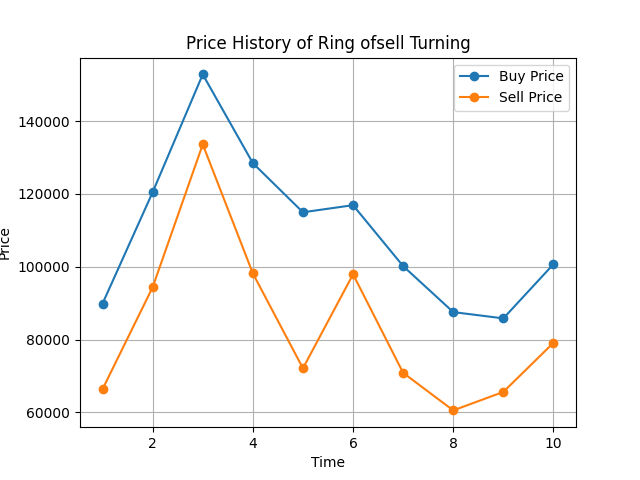 Price History of Ring ofsell Turning
Buy Price
Sell Price
Price
140000
120000
100000
80000
60000
2 4 6 8 10
Time